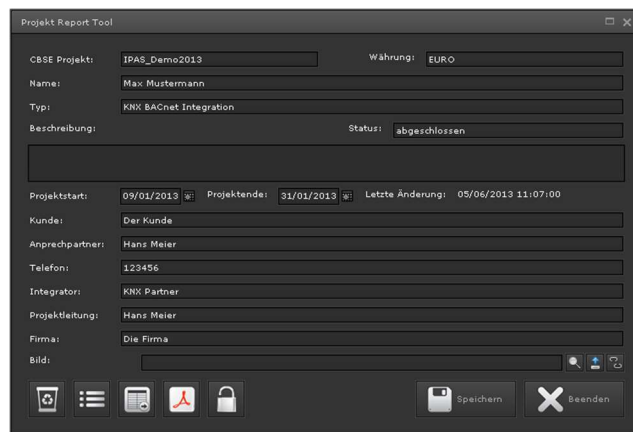 Projekt Report Tool
CBSE Projekt: IPAS_Demo2013 Währung: EURO
Name: Max Mustermann
Typ: KNX BACnet Integration
Beschreibung: Status: abgeschlossen
Projektstart: 09/01/2013 Projektende: 31/01/2013 Letzte Änderung: 05/06/2013 11:07:00
Kunde: Der Kunde
Anprechpartner: Hans Meier
Telefon: 123456
Integrator: KNX Partner
Projektleitung: Hans Meier
Firma: Die Firma
Bild:
Speichern Beenden